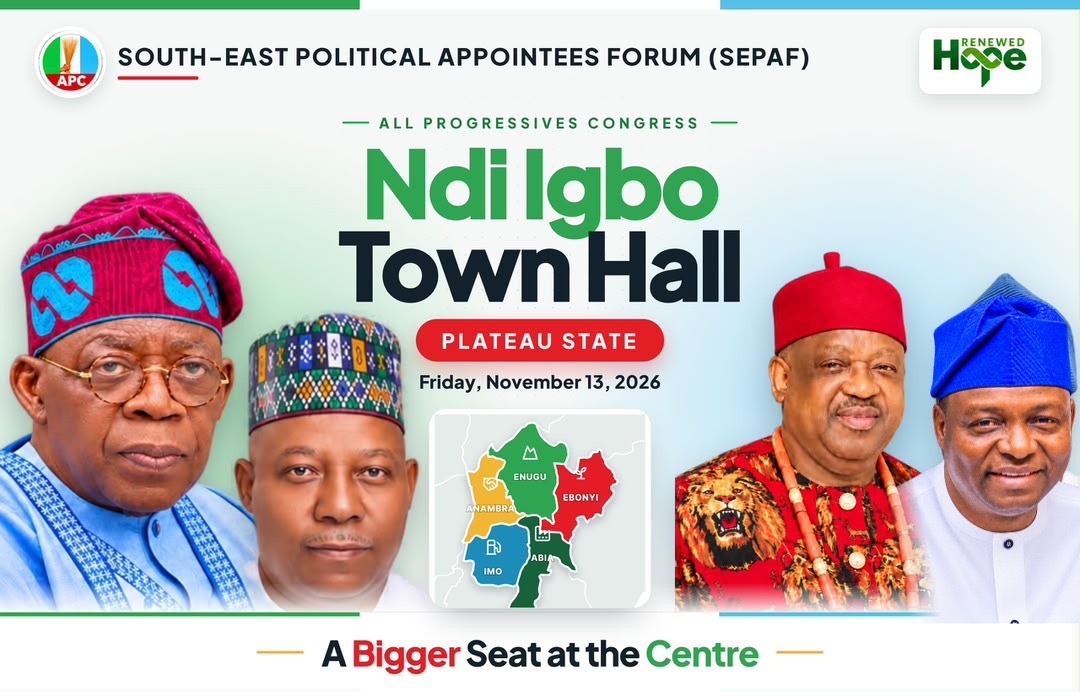 APC
SOUTH-EAST POLITICAL APPOINTEES FORUM (SEPAF)
RENEWED
Hope
ALL PROGRESSIVES CONGRESS
Ndi Igbo
Town Hall
PLATEAU STATE
Friday, November 13, 2026
ENUGU
EBONYI
ANAMBRA
ABIA
IMO
A Bigger Seat at the Centre